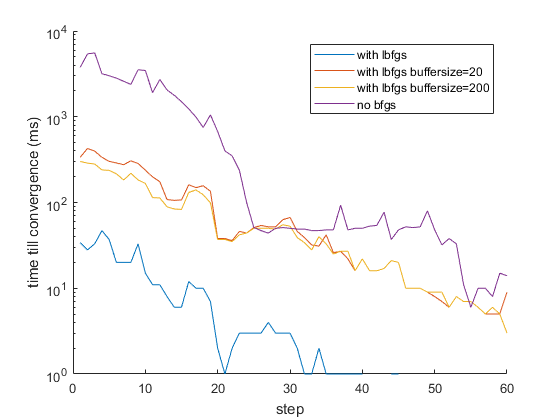 10^4
10^3
10^2
10^1
10^0
time till convergence (ms)
with lbfgs
with lbfgs buffersize=20
with lbfgs buffersize=200
no bfgs
0 10 20 30 40 50 60
step